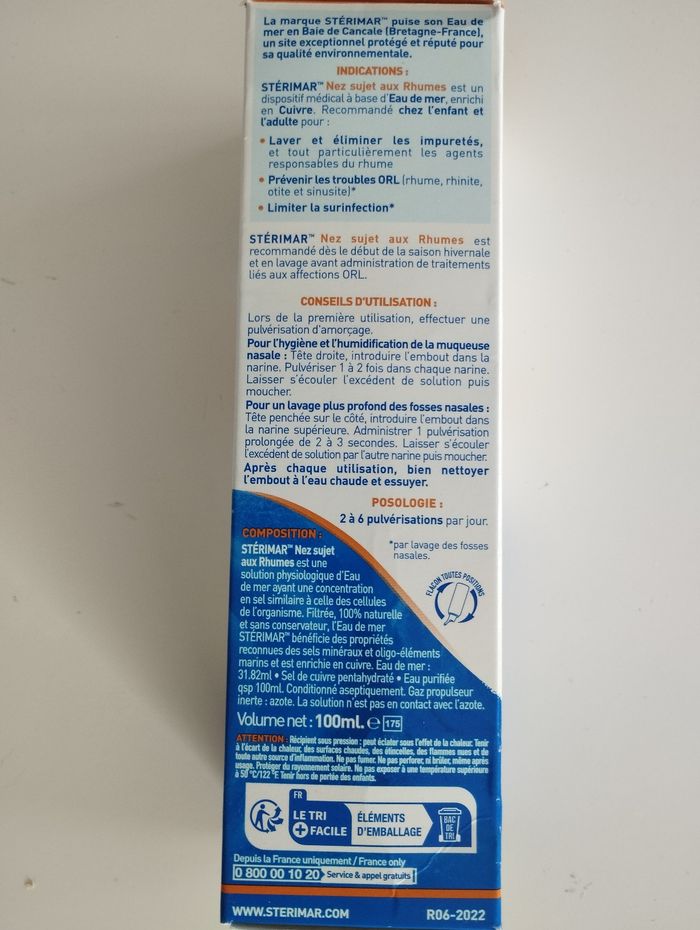 La marque STÉRIMAR™ puise son Eau de
mer en Baie de Cancale (Bretagne-France),
un site exceptionnel protégé et réputé pour
sa qualité environnementale.
INDICATIONS :
STÉRIMAR™ Nez sujet aux Rhumes est un
dispositif médical à base d'Eau de mer, enrichi
en Cuivre. Recommandé chez l'enfant et
l'adulte pour :
• Laver et éliminer les impuretés,
et tout particulièrement les agents
responsables du rhume
• Prévenir les troubles ORL (rhume, rhinite,
otite et sinusite)*
• Limiter la surinfection*
STÉRIMAR™ Nez sujet aux Rhumes est
recommandé dès le début de la saison hivernale
et en lavage avant administration de traitements
liés aux affections ORL.
CONSEILS D'UTILISATION :
Lors de la première utilisation, effectuer une
pulvérisation d'amorçage.
Pour l'hygiène et l'humidification de la muqueuse
nasale : Tête droite, introduire l'embout dans la
narine. Pulvériser 1 à 2 fois dans chaque narine.
Laisser s'écouler l'excédent de solution puis
moucher.
Pour un lavage plus profond des fosses nasales :
Tête penchée sur le côté, introduire l'embout dans
la narine supérieure. Administrer 1 pulvérisation
prolongée de 2 à 3 secondes. Laisser s'écouler
l'excédent de solution par l'autre narine puis moucher.
Après chaque utilisation, bien nettoyer
l'embout à l'eau chaude et essuyer.
POSOLOGIE :
2 à 6 pulvérisations par jour.
*par lavage des fosses
nasales.
FLACON TOUTES POSITIONS
COMPOSITION :
STÉRIMAR™ Nez sujet
aux Rhumes est une
solution physiologique d'Eau
de mer ayant une concentration
en sel similaire à celle des cellules
de l'organisme. Filtrée, 100% naturelle
et sans conservateur, l'Eau de mer
STÉRIMAR™ bénéficie des propriétés
reconnues des sels minéraux et oligo-éléments
marins et est enrichie en cuivre. Eau de mer :
31.82ml • Sel de cuivre pentahydraté • Eau purifiée
qsp 100ml. Conditionné aseptiquement. Gaz propulseur
inerte : azote. La solution n'est pas en contact avec l'azote.
Volume net : 100ml. ℮ 175
ATTENTION : Récipient sous pression : peut éclater sous l'effet de la chaleur. Tenir
à l'écart de la chaleur, des surfaces chaudes, des étincelles, des flammes nues et de
toute autre source d'inflammation. Ne pas fumer. Ne pas perforer, ni brûler, même après
usage. Protéger du rayonnement solaire. Ne pas exposer à une température supérieure
à 50 °C/122 °F. Tenir hors de portée des enfants.
FR
LE TRI
+ FACILE
ÉLÉMENTS
D'EMBALLAGE
BAC
DE
TRI
Depuis la France uniquement / France only
0 800 00 10 20 Service & appel gratuits
WWW.STERIMAR.COM
R06-2022